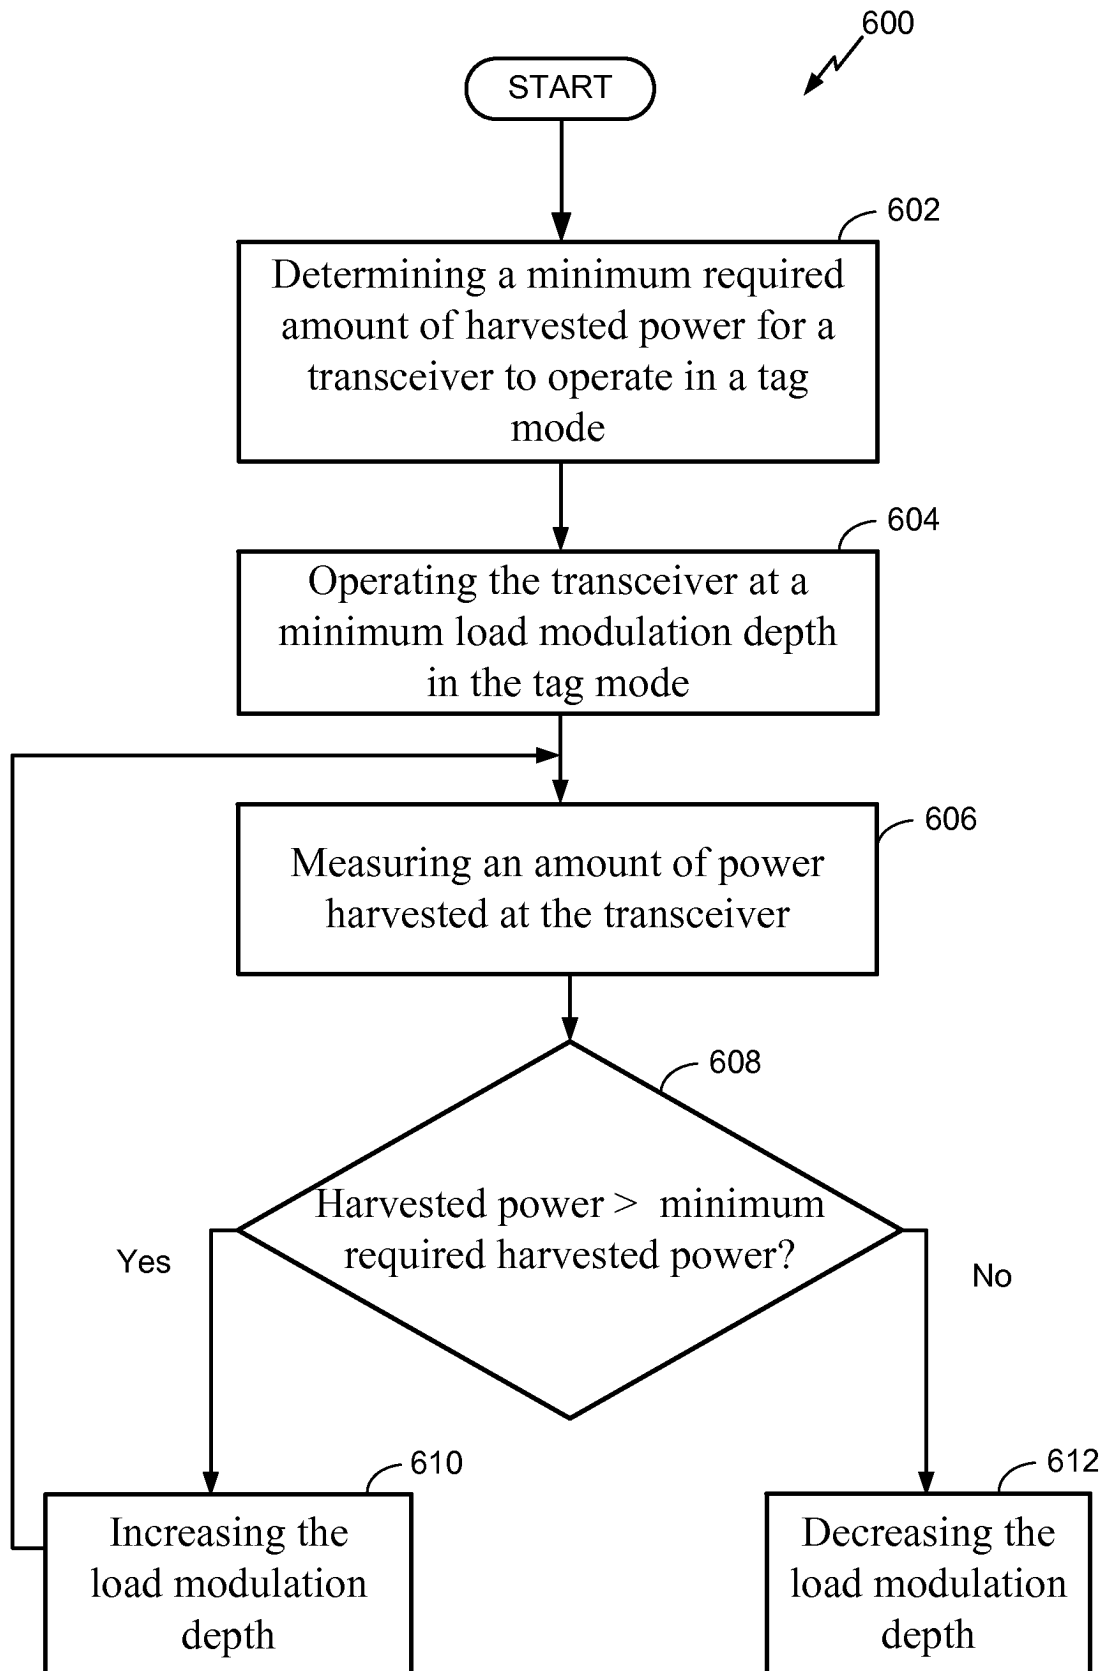 600
START
602
Determining a minimum required
amount of harvested power for a
transceiver to operate in a tag
mode
604
Operating the transceiver at a
minimum load modulation depth
in the tag mode
606
Measuring an amount of power
harvested at the transceiver
608
Harvested power > minimum
required harvested power?
Yes
No
610
Increasing the
load modulation
depth
612
Decreasing the
load modulation
depth